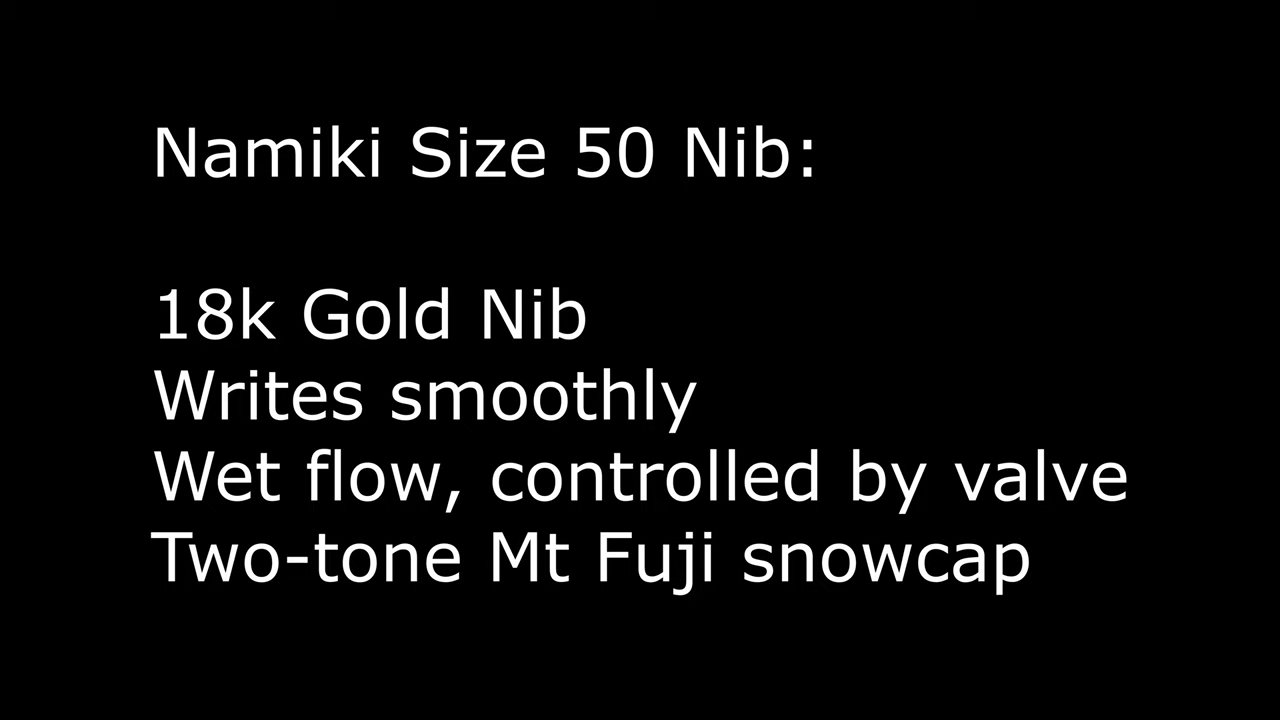 Namiki Size 50 Nib:
18k Gold Nib
Writes smoothly
Wet flow, controlled by valve
Two-tone Mt Fuji snowcap